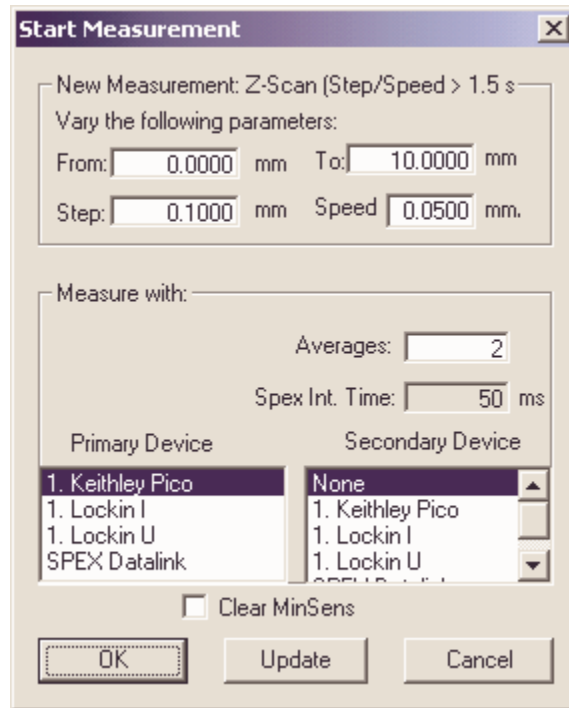 Start Measurement
New Measurement: Z-Scan (Step/Speed > 1.5 s
Vary the following parameters:
From: 0.0000 mm To: 10.0000 mm
Step: 0.1000 mm Speed 0.0500 mm.
Measure with:
Averages: 2
Spex Int. Time: 50 ms
Primary Device Secondary Device
1. Keithley Pico None
1. Lockin I 1. Keithley Pico
1. Lockin U 1. Lockin I
SPEX Datalink 1. Lockin U
Clear MinSens
OK Update Cancel